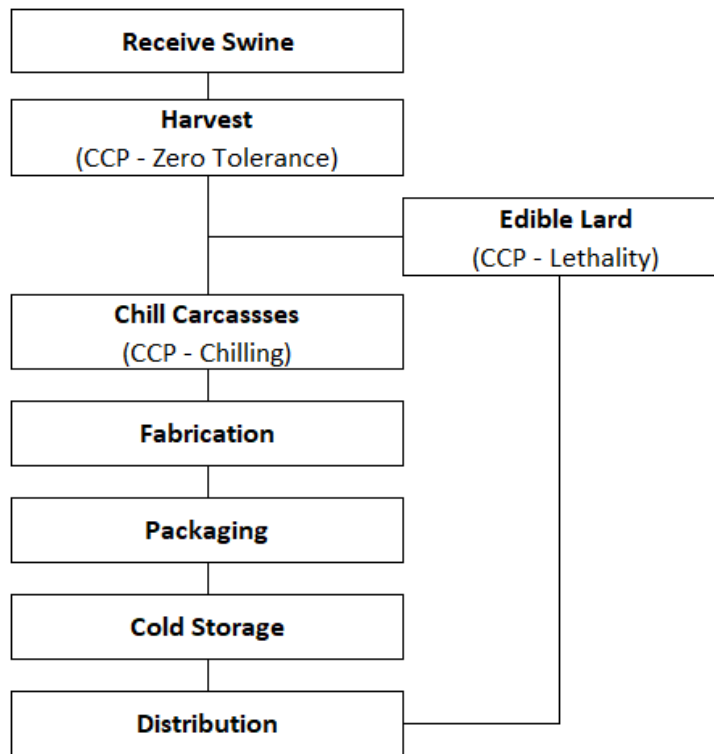 Receive Swine
Harvest
(CCP - Zero Tolerance)
Edible Lard
(CCP - Lethality)
Chill Carcassses
(CCP - Chilling)
Fabrication
Packaging
Cold Storage
Distribution